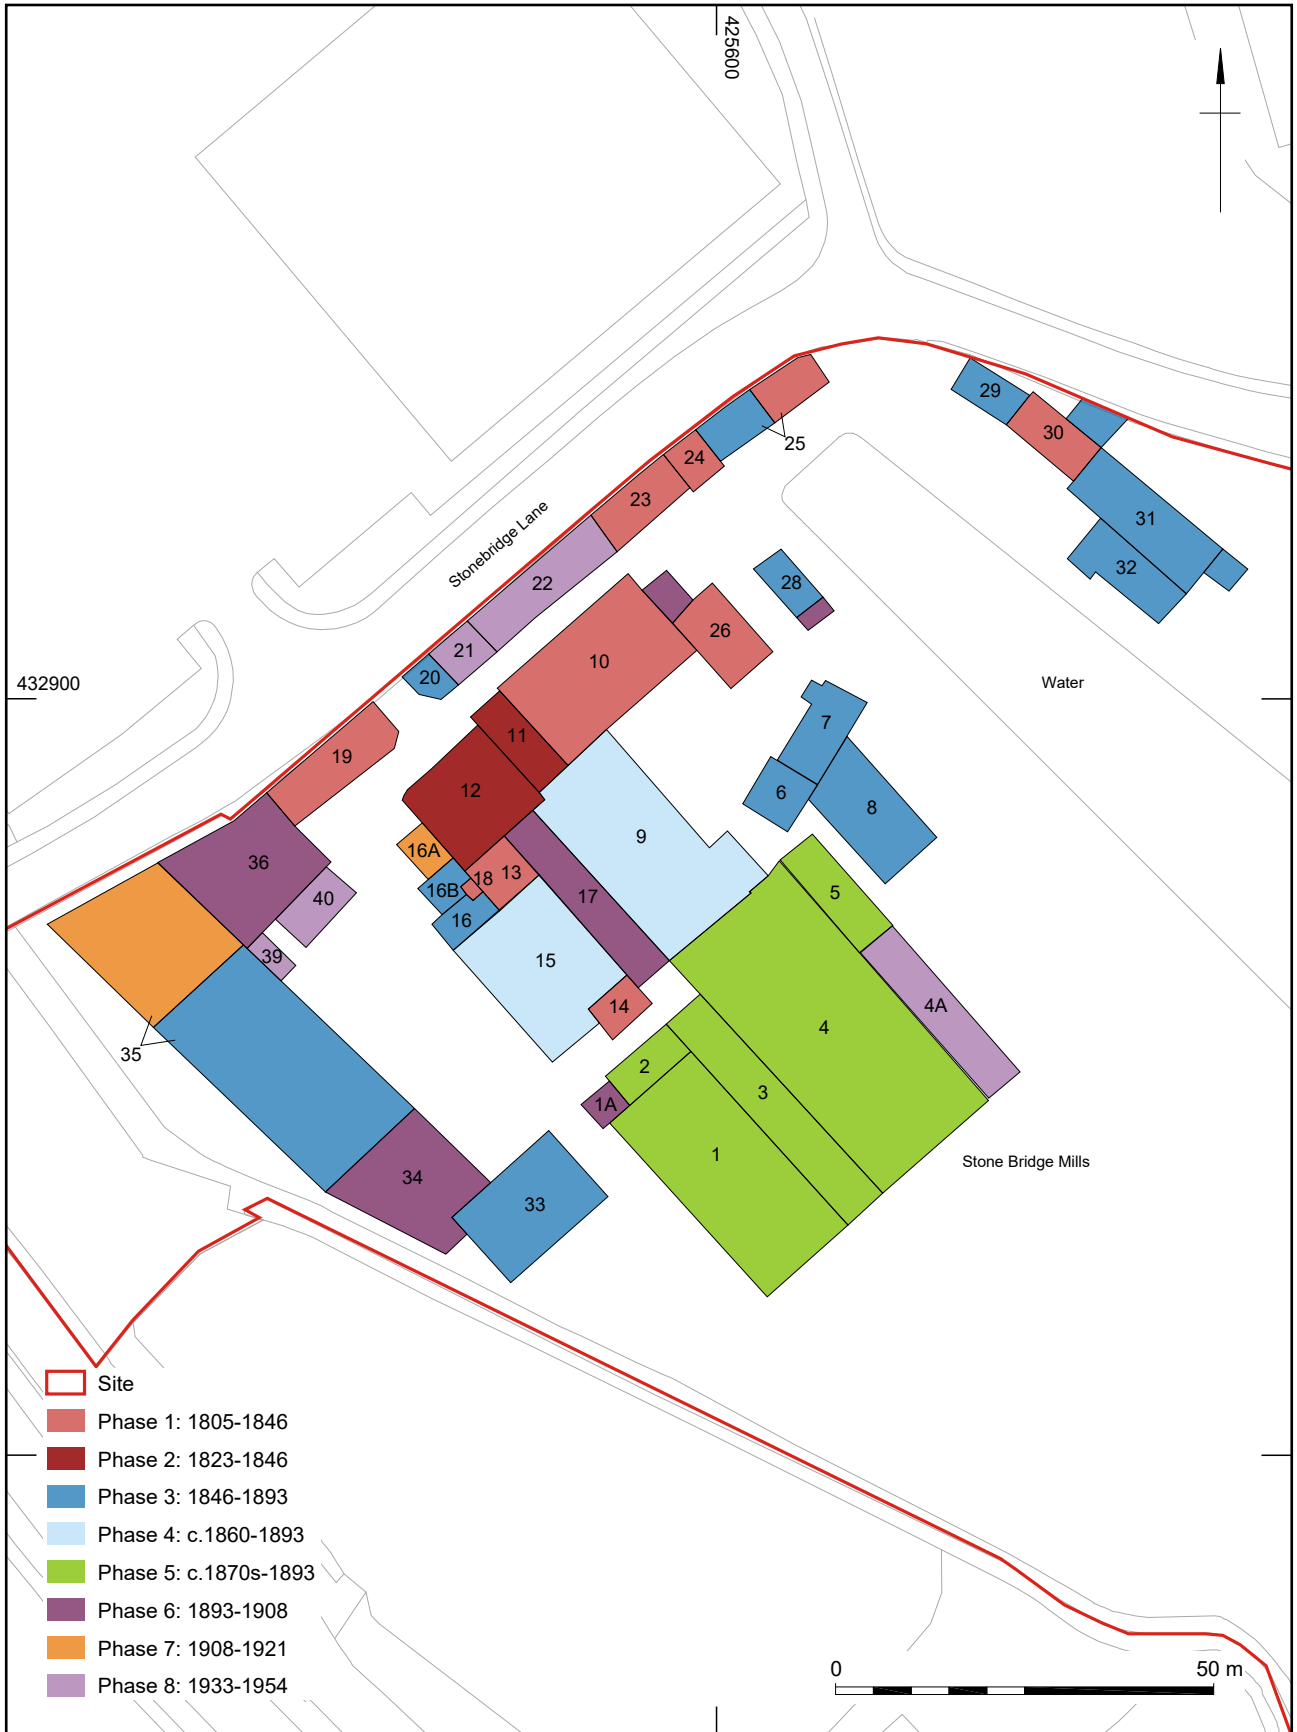 425600
29
30
25
24
23
31
Stonebridge Lane
32
22
28
26
21
10
20
432900
Water
7
11
19
12
6
8
9
16A
36
18
13
16B
5
40
17
16
39
15
14
4A
4
35
2
3
1A
1
Stone Bridge Mills
34
33
Site
Phase 1: 1805-1846
Phase 2: 1823-1846
Phase 3: 1846-1893
Phase 4: c.1860-1893
Phase 5: c.1870s-1893
Phase 6: 1893-1908
Phase 7: 1908-1921
Phase 8: 1933-1954
0
50 m